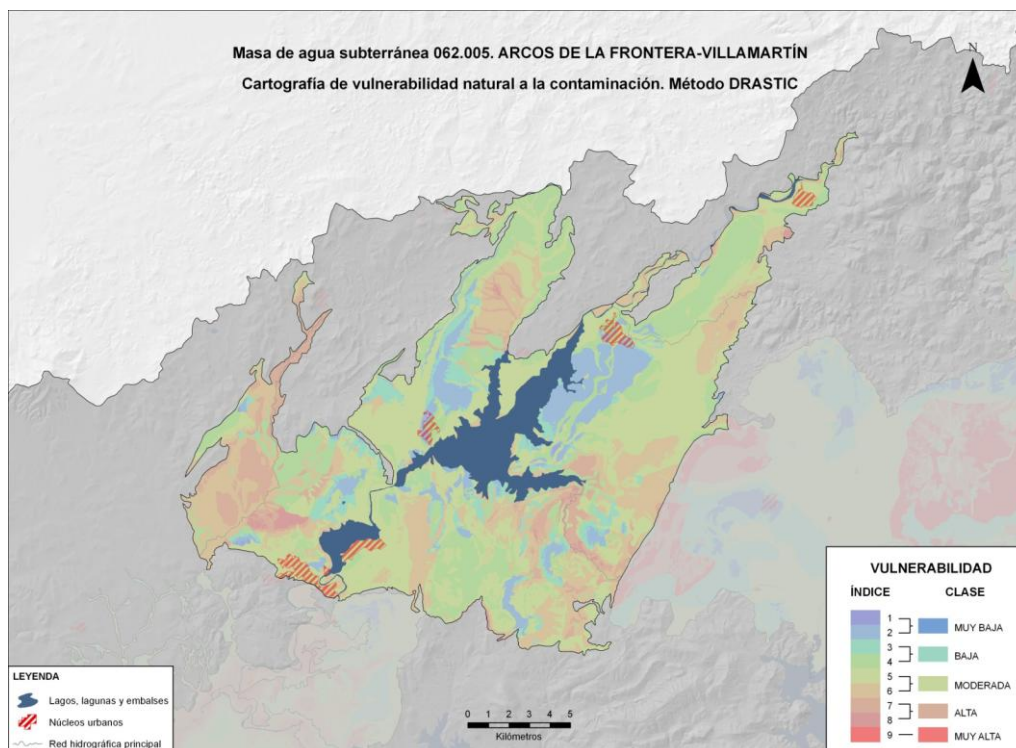 Masa de agua subterránea 062.005. ARCOS DE LA FRONTERA-VILLAMARTÍN
Cartografía de vulnerabilidad natural a la contaminación. Método DRASTIC
N
LEYENDA
Lagos, lagunas y embalses
Núcleos urbanos
Red hidrográfica principal
0 1 2 3 4 5
Kilómetros
VULNERABILIDAD
ÍNDICE CLASE
1
2
MUY BAJA
3
4
BAJA
5
6
MODERADA
7
8
ALTA
9
MUY ALTA